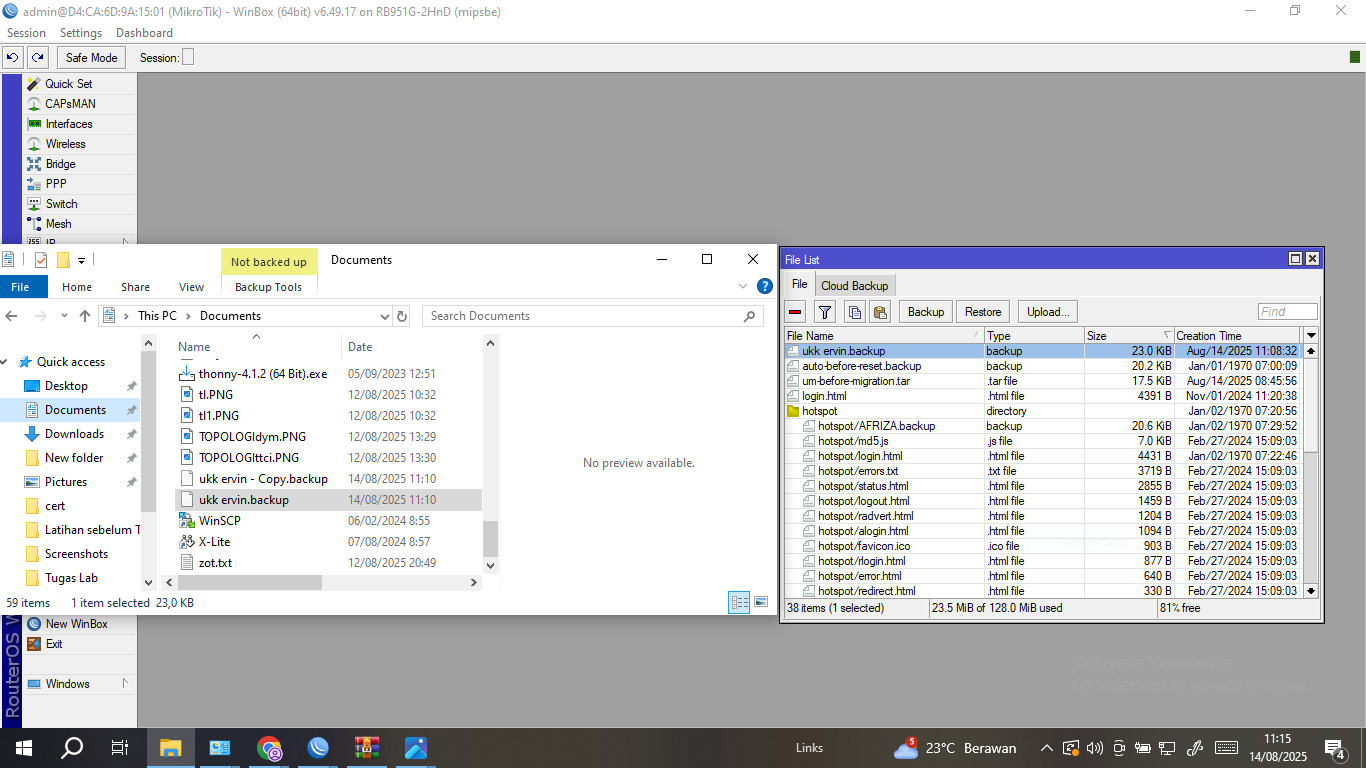 admin@D4:CA:6D:9A:15:01 (MikroTik) - WinBox (64bit) v6.49.17 on RB951G-2HnD (mipsbe)
Session Settings Dashboard
Safe Mode Session:
Quick Set
CAPsMAN
Interfaces
Wireless
Bridge
PPP
Switch
Mesh
IP
Not backed up Documents
File Home Share View Backup Tools
This PC Documents Search Documents
Name Date
Quick access
Desktop
Documents
Downloads
New folder
Pictures
cert
Latihan sebelum T
Screenshots
Tugas Lab
thonny-4.1.2 (64 Bit).exe 05/09/2023 12:51
tl.PNG 12/08/2025 10:32
tl1.PNG 12/08/2025 10:32
TOPOLOGIdym.PNG 12/08/2025 13:29
TOPOLOGIttci.PNG 12/08/2025 13:30
ukk ervin - Copy.backup 14/08/2025 11:10
ukk ervin.backup 14/08/2025 11:10
WinSCP 06/02/2024 8:55
X-Lite 07/08/2024 8:57
zot.txt 12/08/2025 20:49
No preview available.
59 items 1 item selected 23,0 KB
New WinBox
Exit
Windows
RouterOS W
File List
File Cloud Backup
Backup Restore Upload... Find
File Name Type Size Creation Time
ukk ervin.backup backup 23.0 KiB Aug/14/2025 11:08:32
auto-before-reset.backup backup 20.2 KiB Jan/01/1970 07:00:09
um-before-migration.tar .tar file 17.5 KiB Aug/14/2025 08:45:56
login.html .html file 4391 B Nov/01/2024 11:20:38
hotspot directory Jan/02/1970 07:20:56
hotspot/AFRIZA.backup backup 20.6 KiB Jan/02/1970 07:29:52
hotspot/md5.js .js file 7.0 KiB Feb/27/2024 15:09:03
hotspot/login.html .html file 4431 B Jan/02/1970 07:22:46
hotspot/errors.txt .txt file 3719 B Feb/27/2024 15:09:03
hotspot/status.html .html file 2855 B Feb/27/2024 15:09:03
hotspot/logout.html .html file 1459 B Feb/27/2024 15:09:03
hotspot/radvert.html .html file 1204 B Feb/27/2024 15:09:03
hotspot/alogin.html .html file 1094 B Feb/27/2024 15:09:03
hotspot/favicon.ico .ico file 903 B Feb/27/2024 15:09:03
hotspot/rlogin.html .html file 877 B Feb/27/2024 15:09:03
hotspot/error.html .html file 640 B Feb/27/2024 15:09:03
hotspot/redirect.html .html file 330 B Feb/27/2024 15:09:03
38 items (1 selected) 23.5 MiB of 128.0 MiB used 81% free
Activate Windows
Go to Settings to activate Windows.
Links 5 23°C Berawan 11:15
14/08/2025 4